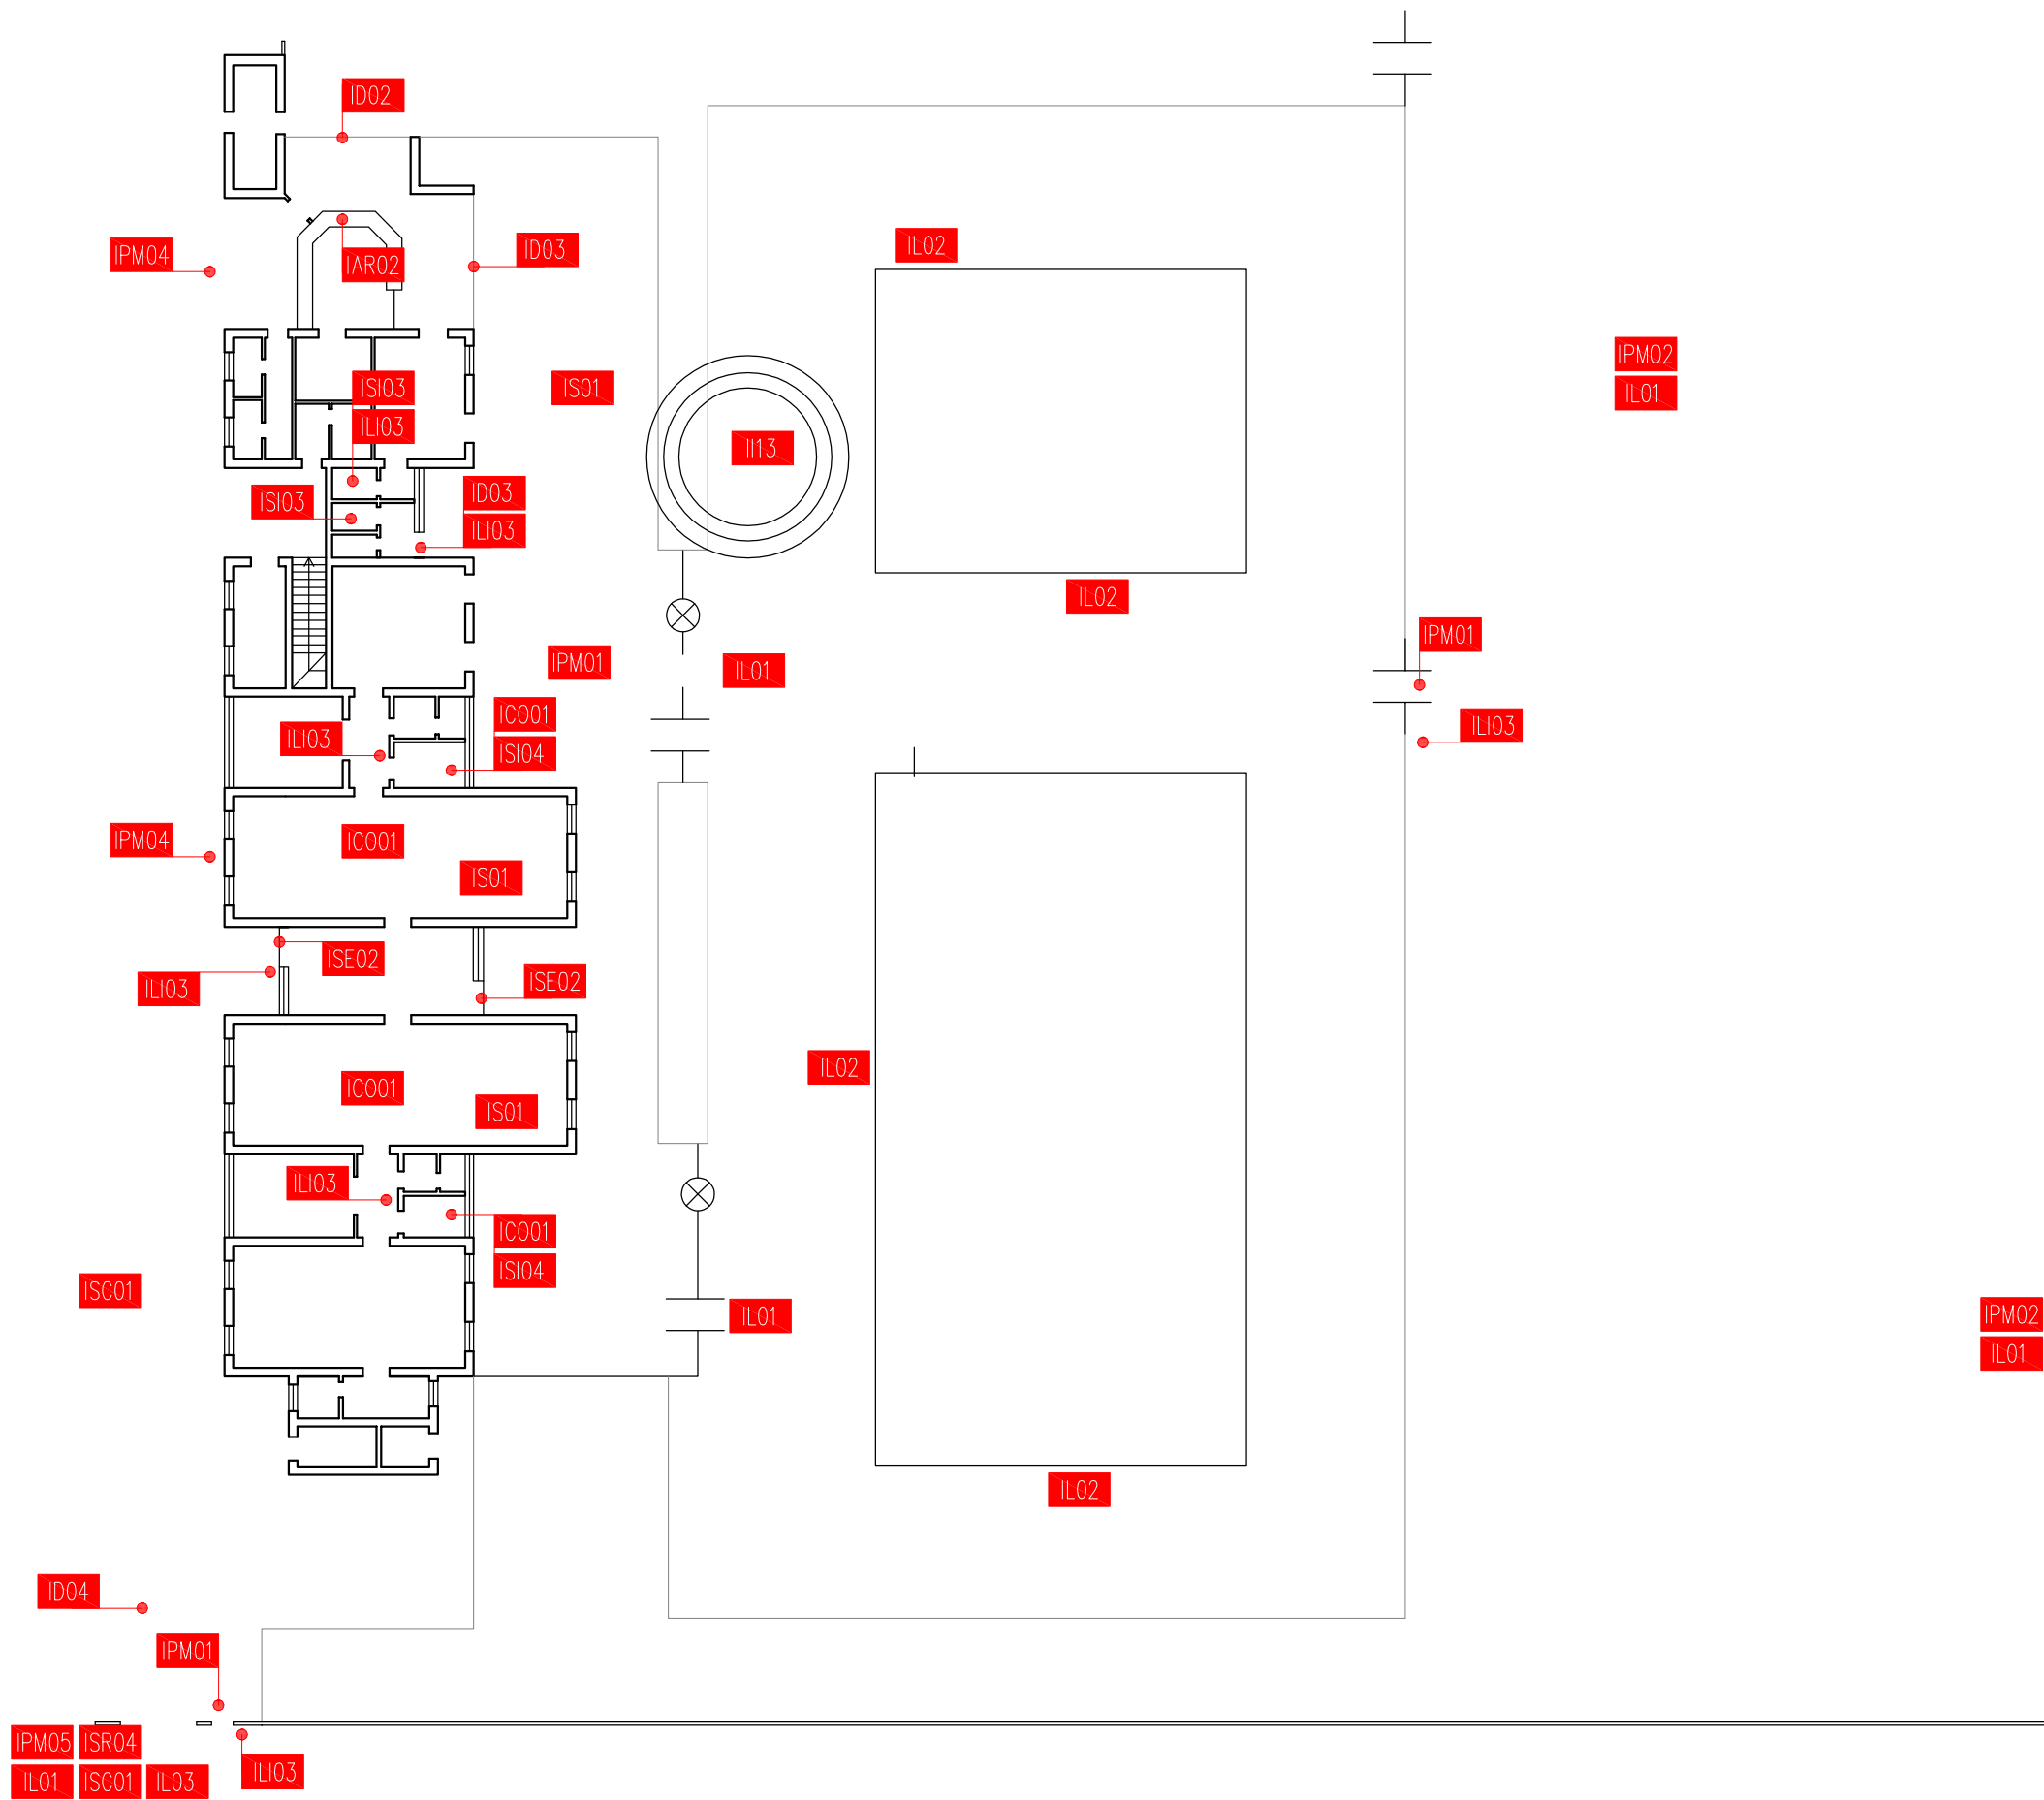 ID02
IPM04
ID03
IL02
IAR02
IPM02
IL01
ISI03
IS01
ILI03
II13
ISI03
ID03
ILI03
IL02
IPM01
IPM01
IL01
ICO01
ILI03
ISI04
ILI03
IPM04
ICO01
IS01
ISE02
ILI03
ISE02
IL02
ICO01
IS01
ILI03
ICO01
ISI04
ISC01
IL01
IPM02
IL01
IL02
ID04
IPM01
IPM05 ISR04
IL01 ISC01 IL03
ILI03